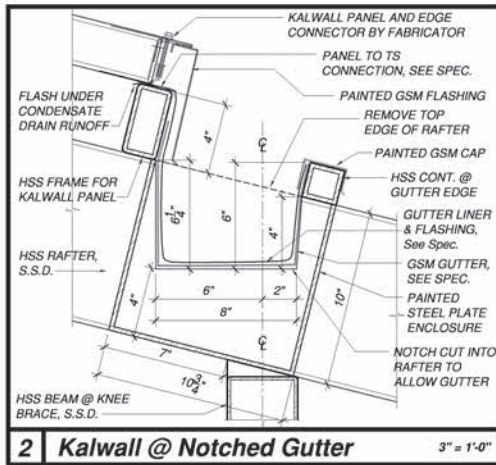 KALWALL PANEL AND EDGE
CONNECTOR BY FABRICATOR
PANEL TO TS
CONNECTION, SEE SPEC.
FLASH UNDER
CONDENSATE
DRAIN RUNOFF
PAINTED GSM FLASHING
REMOVE TOP
EDGE OF RAFTER
PAINTED GSM CAP
HSS FRAME FOR
KALWALL PANEL
HSS CONT. @
GUTTER EDGE
GUTTER LINER
& FLASHING,
See Spec.
HSS RAFTER,
S.S.D.
GSM GUTTER,
SEE SPEC.
PAINTED
STEEL PLATE
ENCLOSURE
NOTCH CUT INTO
RAFTER TO
ALLOW GUTTER
HSS BEAM @ KNEE
BRACE, S.S.D.
4"
℄
6 1/4"
6"
4"
10"
6"
2"
8"
4"
℄
7"
10 3/4"
2 Kalwall @ Notched Gutter 3" = 1'-0"